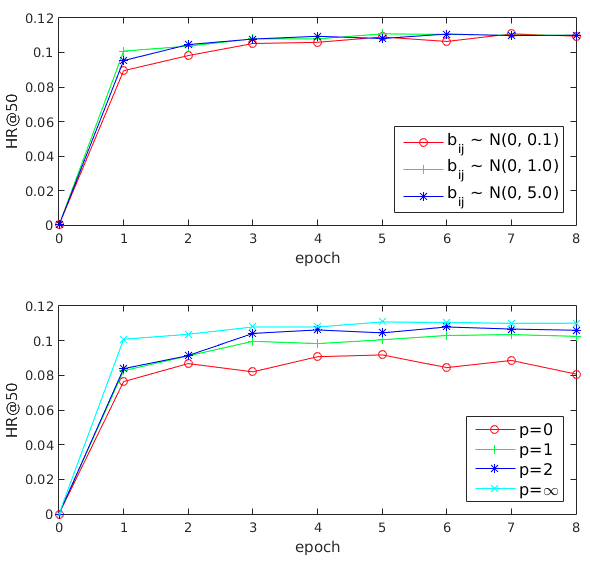 0.12
0.1
0.08
0.06
0.04
0.02
0
HR@50
b_ij ~ N(0, 0.1)
b_ij ~ N(0, 1.0)
b_ij ~ N(0, 5.0)
0 1 2 3 4 5 6 7 8
epoch
0.12
0.1
0.08
0.06
0.04
0.02
0
HR@50
p=0
p=1
p=2
p=∞
0 1 2 3 4 5 6 7 8
epoch